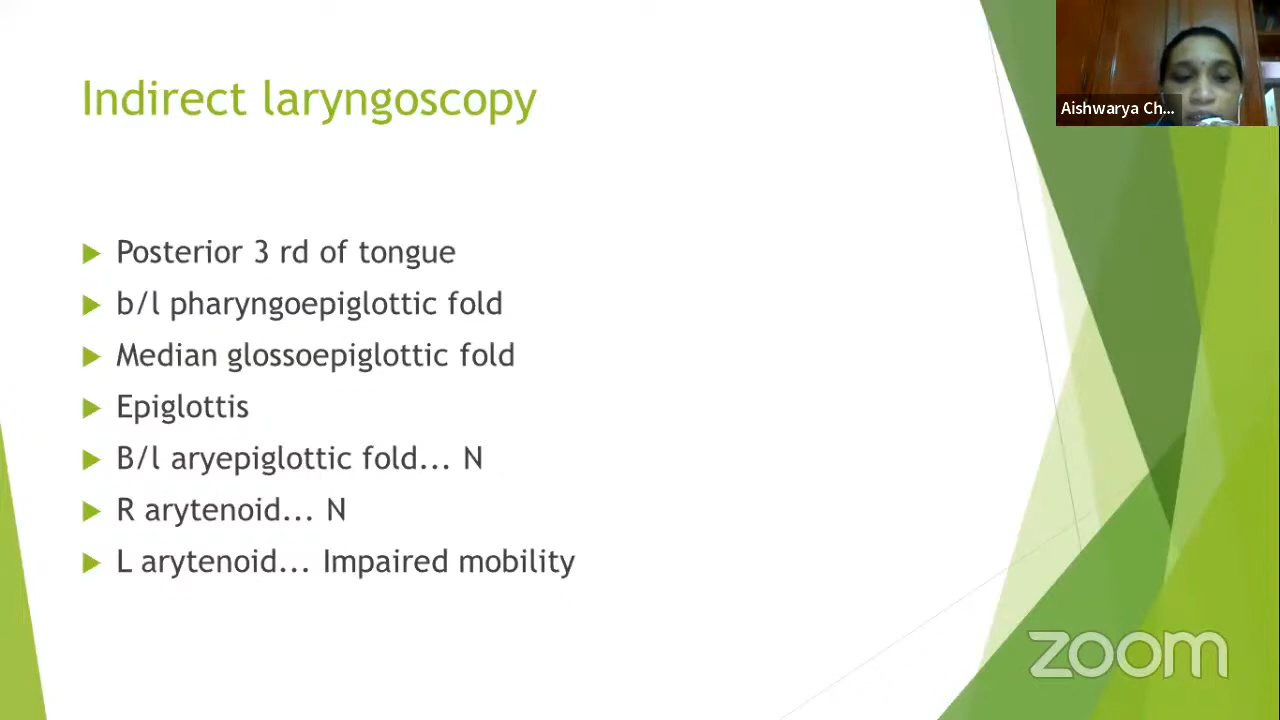 Indirect laryngoscopy
Aishwarya Ch...
Posterior 3 rd of tongue
b/l pharyngoepiglottic fold
Median glossoepiglottic fold
Epiglottis
B/l aryepiglottic fold... N
R arytenoid... N
L arytenoid... Impaired mobility
zoom